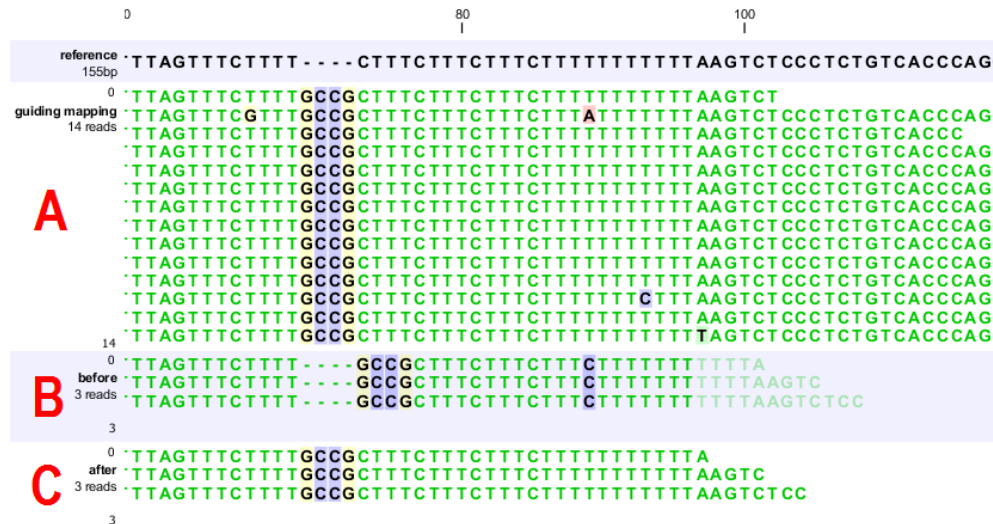 0 80 100
reference
155bp
TTAGTTTCTTTT----CTTTCTTTCTTTCTTTTTTTTTTTAAGTCTCCCTCTGTCACCCAG
A
guiding mapping
14 reads
0
TTAGTTTCTTTTGCCGCTTTCTTTCTTTCTTTTTTTTTTTAAGTCT
TTAGTTTCGTTTGCCGCTTTCTTTCTTTCTTTATTTTTTTAAGTCTCCCTCTGTCACCCAG
TTAGTTTCTTTTGCCGCTTTCTTTCTTTCTTTTTTTTTTTAAGTCTCCCTCTGTCACCC
TTAGTTTCTTTTGCCGCTTTCTTTCTTTCTTTTTTTTTTTAAGTCTCCCTCTGTCACCCAG
TTAGTTTCTTTTGCCGCTTTCTTTCTTTCTTTTTTTTTTTAAGTCTCCCTCTGTCACCCAG
TTAGTTTCTTTTGCCGCTTTCTTTCTTTCTTTTTTTTTTTAAGTCTCCCTCTGTCACCCAG
TTAGTTTCTTTTGCCGCTTTCTTTCTTTCTTTTTTTTTTTAAGTCTCCCTCTGTCACCCAG
TTAGTTTCTTTTGCCGCTTTCTTTCTTTCTTTTTTTTTTTAAGTCTCCCTCTGTCACCCAG
TTAGTTTCTTTTGCCGCTTTCTTTCTTTCTTTTTTTTTTTAAGTCTCCCTCTGTCACCCAG
TTAGTTTCTTTTGCCGCTTTCTTTCTTTCTTTTTTTTTTTAAGTCTCCCTCTGTCACCCAG
TTAGTTTCTTTTGCCGCTTTCTTTCTTTCTTTTTTTTTTTAAGTCTCCCTCTGTCACCCAG
TTAGTTTCTTTTGCCGCTTTCTTTCTTTCTTTTTTTCTTTAAGTCTCCCTCTGTCACCCAG
TTAGTTTCTTTTGCCGCTTTCTTTCTTTCTTTTTTTTTTTAAGTCTCCCTCTGTCACCCAG
TTAGTTTCTTTTGCCGCTTTCTTTCTTTCTTTTTTTTTTTTAGTCTCCCTCTGTCACCCAG
14
B
before
3 reads
0
TTAGTTTCTTTT----GCCGCTTTCTTTCTTTCTTTTTTTTTTTA
TTAGTTTCTTTT----GCCGCTTTCTTTCTTTCTTTTTTTTTTTAAGTC
TTAGTTTCTTTT----GCCGCTTTCTTTCTTTCTTTTTTTTTTTAAGTCTCC
3
C
after
3 reads
0
TTAGTTTCTTTTGCCGCTTTCTTTCTTTCTTTTTTTTTTTA
TTAGTTTCTTTTGCCGCTTTCTTTCTTTCTTTTTTTTTTTAAGTC
TTAGTTTCTTTTGCCGCTTTCTTTCTTTCTTTTTTTTTTTAAGTCTCC
3